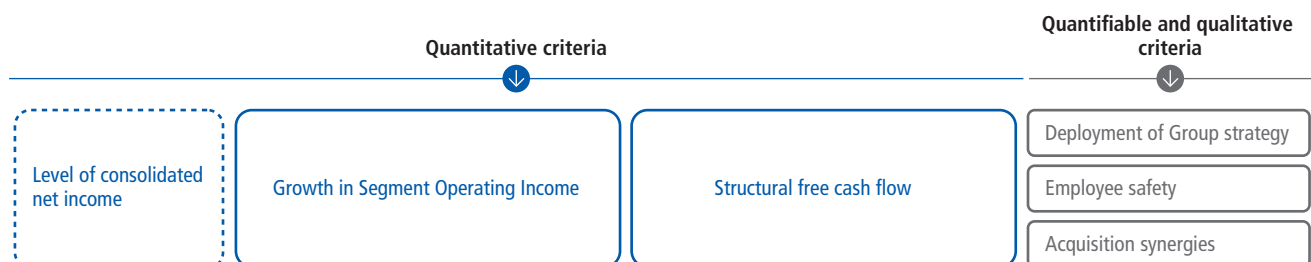 Quantitative criteria
Quantifiable and qualitative
criteria
Level of consolidated
net income
Growth in Segment Operating Income
Structural free cash flow
Deployment of Group strategy
Employee safety
Acquisition synergies